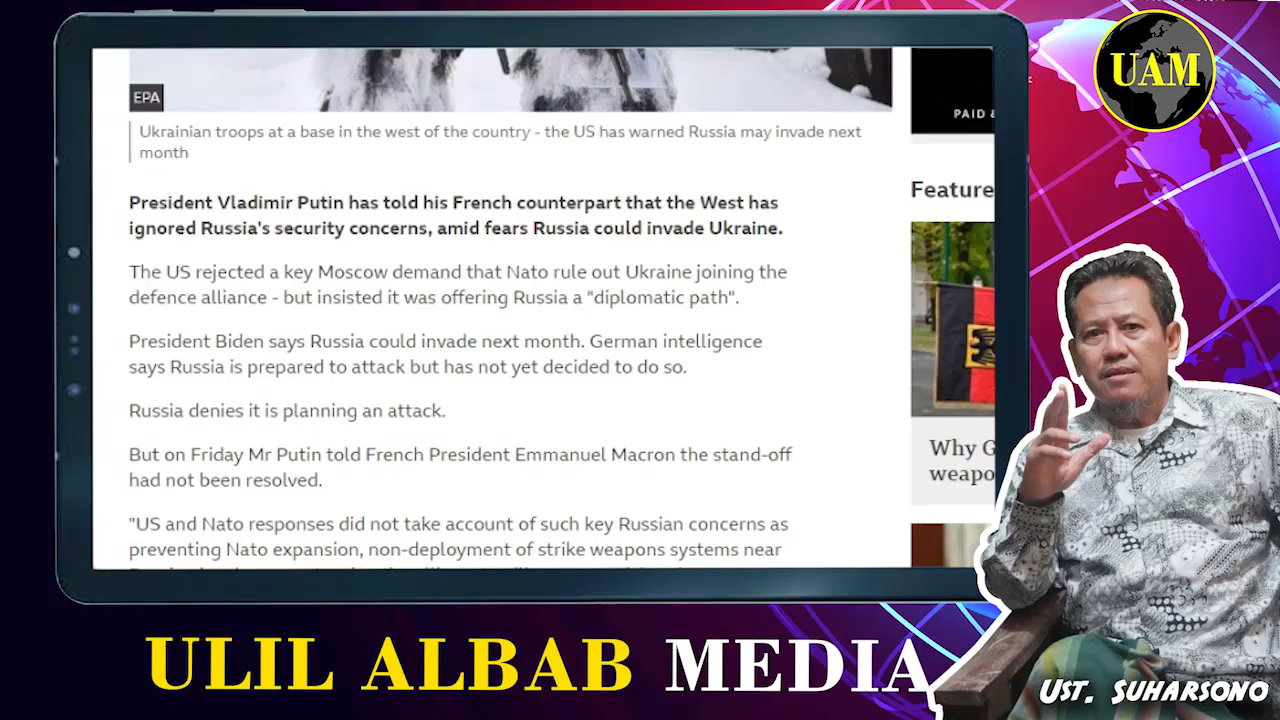 UAM
EPA
Ukrainian troops at a base in the west of the country - the US has warned Russia may invade next
month
President Vladimir Putin has told his French counterpart that the West has
ignored Russia's security concerns, amid fears Russia could invade Ukraine.
The US rejected a key Moscow demand that Nato rule out Ukraine joining the
defence alliance - but insisted it was offering Russia a "diplomatic path".
President Biden says Russia could invade next month. German intelligence
says Russia is prepared to attack but has not yet decided to do so.
Russia denies it is planning an attack.
But on Friday Mr Putin told French President Emmanuel Macron the stand-off
had not been resolved.
"US and Nato responses did not take account of such key Russian concerns as
preventing Nato expansion, non-deployment of strike weapons systems near
PAID &
Feature
Why G
weapo
ULIL ALBAB MEDIA
UST. SUHARSONO